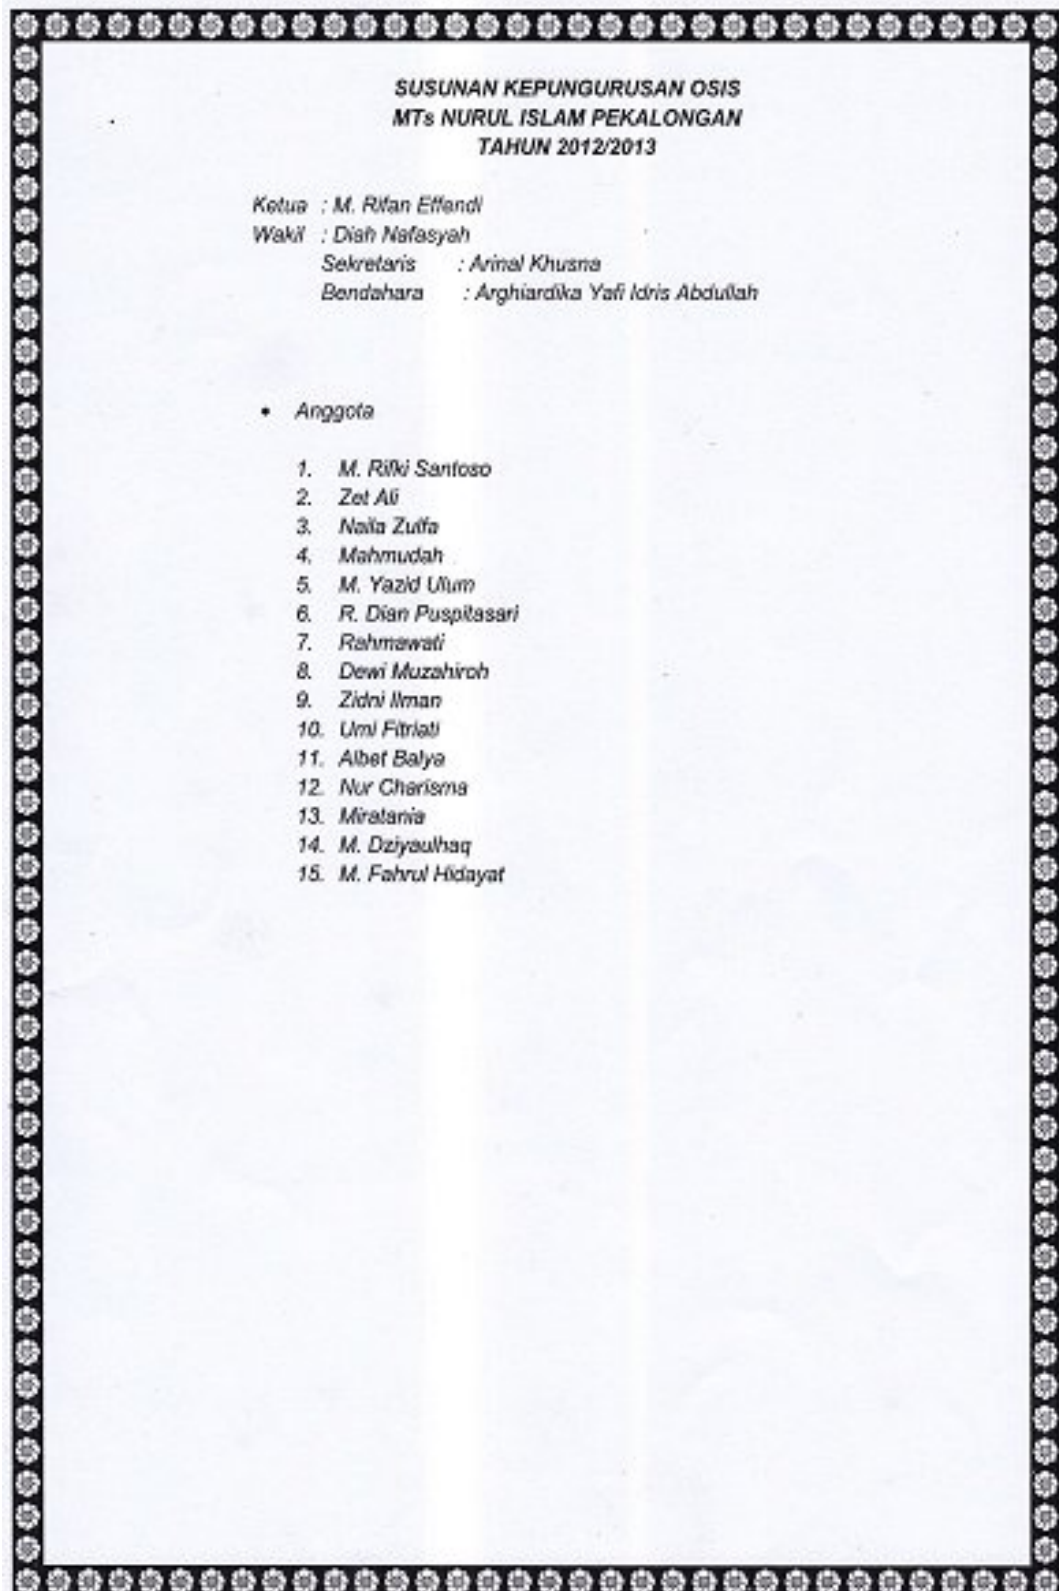 SUSUNAN KEPUNGURUSAN OSIS
MTs NURUL ISLAM PEKALONGAN
TAHUN 2012/2013
Ketua : M. Rifan Effendi
Wakil : Diah Nafasyah
Sekretaris : Arinal Khusna
Bendahara : Arghiardika Yafi Idris Abdullah
• Anggota
1. M. Rifki Santoso
2. Zet Ali
3. Naila Zulfa
4. Mahmudah
5. M. Yazid Ulum
6. R. Dian Puspitasari
7. Rahmawati
8. Dewi Muzahiroh
9. Zidni Ilman
10. Umi Fitriati
11. Albet Balya
12. Nur Charisma
13. Miratania
14. M. Dziyaulhaq
15. M. Fahrul Hidayat